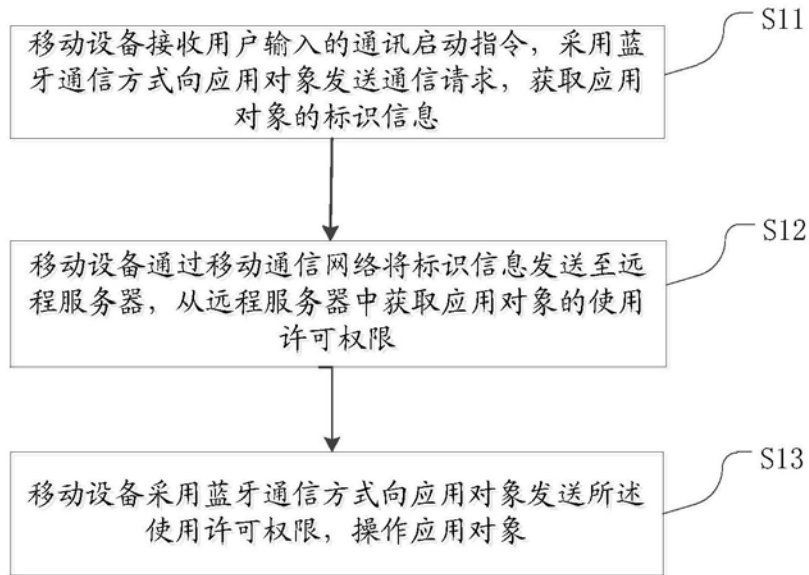 S11
移动设备接收用户输入的通讯启动指令，采用蓝
牙通信方式向应用对象发送通信请求，获取应用
对象的标识信息
S12
移动设备通过移动通信网络将标识信息发送至远
程服务器，从远程服务器中获取应用对象的使用
许可权限
S13
移动设备采用蓝牙通信方式向应用对象发送所述
使用许可权限，操作应用对象